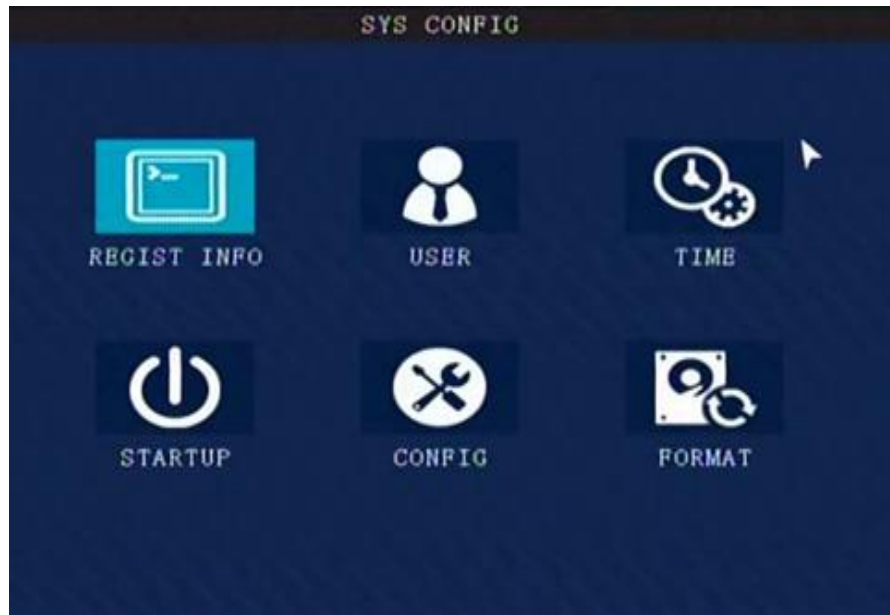 SYS CONFIG
REGIST INFO
USER
TIME
STARTUP
CONFIG
FORMAT